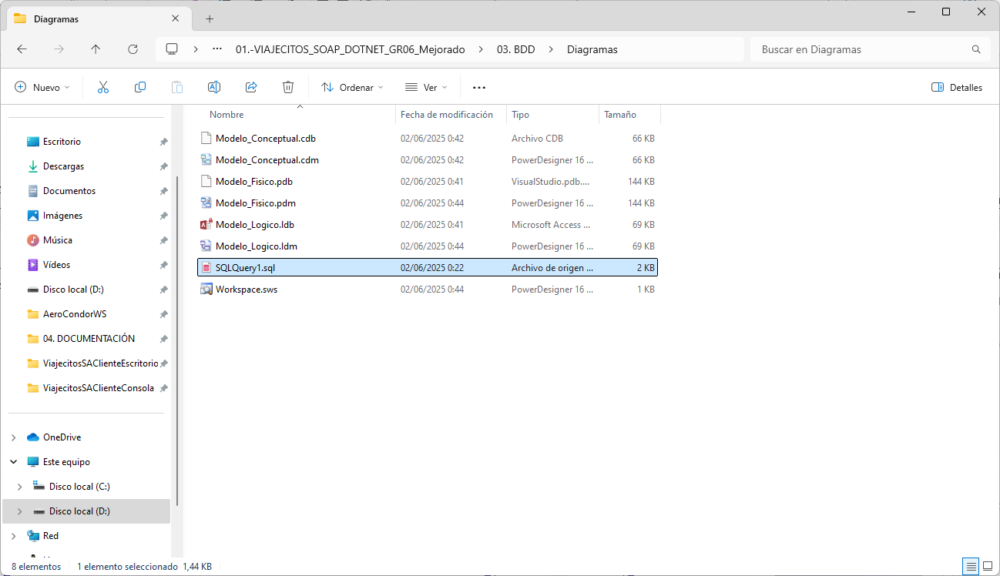 Diagramas
01.-VIAJECITOS_SOAP_DOTNET_GR06_Mejorado
03. BDD
Diagramas
Buscar en Diagramas
Nuevo
Ordenar
Ver
Detalles
Escritorio
Descargas
Documentos
Imágenes
Música
Vídeos
Disco local (D:)
AeroCondorWS
04. DOCUMENTACIÓN
ViajecitosSAClienteEscritorio
ViajecitosSAClienteConsola
OneDrive
Este equipo
Disco local (C:)
Disco local (D:)
Red
Nombre Fecha de modificación Tipo Tamaño
Modelo_Conceptual.cdb 02/06/2025 0:42 Archivo CDB 66 KB
Modelo_Conceptual.cdm 02/06/2025 0:42 PowerDesigner 16 ... 66 KB
Modelo_Fisico.pdb 02/06/2025 0:41 VisualStudio.pdb.... 144 KB
Modelo_Fisico.pdm 02/06/2025 0:44 PowerDesigner 16 ... 144 KB
Modelo_Logico.ldb 02/06/2025 0:41 Microsoft Access ... 69 KB
Modelo_Logico.ldm 02/06/2025 0:44 PowerDesigner 16 ... 69 KB
SQLQuery1.sql 02/06/2025 0:22 Archivo de origen ... 2 KB
Workspace.sws 02/06/2025 0:44 PowerDesigner 16 ... 1 KB
8 elementos 1 elemento seleccionado 1,44 KB